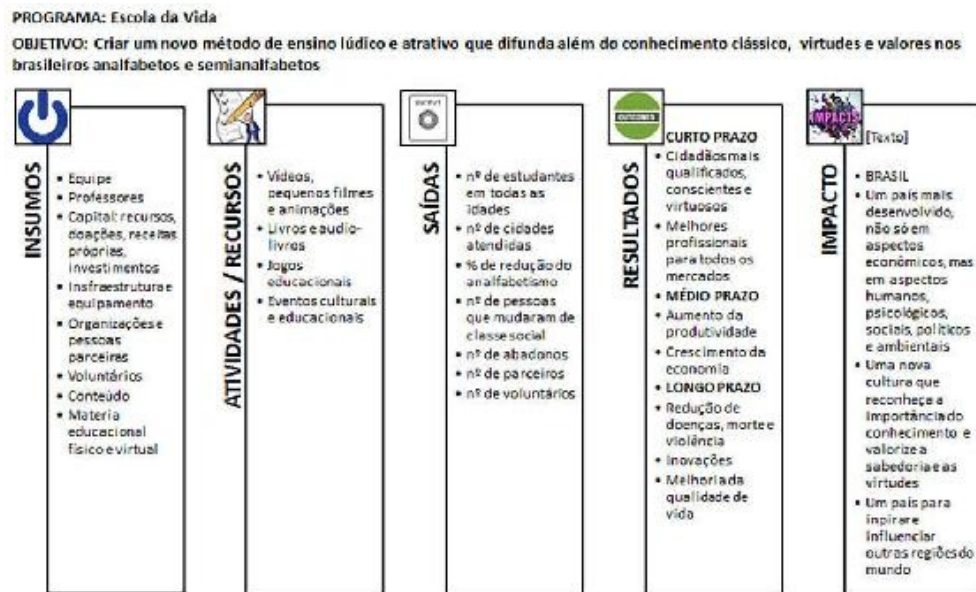 PROGRAMA: Escola da Vida
OBJETIVO: Criar um novo método de ensino lúdico e atrativo que difunda além do conhecimento clássico, virtudes e valores nos
brasileiros analfabetos e semianalfabetos
INSUMOS
• Equipe
• Professores
• Capital: recursos,
doações, receitas
próprias,
investimentos
• Insfraestrutura e
equipamento
• Organizações e
pessoas
parceiras
• Voluntários
• Conteúdo
• Materia
educacional
físico e virtual
ATIVIDADES / RECURSOS
• Vídeos,
pequenos filmes
e animações
• Livros e audio-
livros
• Jogos
educacionais
• Eventos culturais
e educacionais
OUTPUT
SAÍDAS
• nº de estudantes
em todas as
idades
• nº de cidades
atendidas
• % de redução do
analfabetismo
• nº de pessoas
que mudaram de
classe social
• nº de abadonos
• nº de parceiros
• nº de voluntários
OUTCOMES
RESULTADOS
• CURTO PRAZO
• Cidadãos mais
qualificados,
conscientes e
virtuosos
• Melhores
profissionais
para todos os
mercados
• MÉDIO PRAZO
• Aumento da
produtividade
• Crescimento da
economia
• LONGO PRAZO
• Redução de
doenças, morte e
violência
• Inovações
• Melhoria da
qualidade de
vida
IMPACTS
IMPACTO
[Texto]
• BRASIL
• Um país mais
desenvolvido,
não só em
aspectos
econômicos, mas
em aspectos
humanos,
psicológicos,
sociais, políticos
e ambientais
• Uma nova
cultura que
reconheça a
importância do
conhecimento e
valorize a
sabedoria e as
virtudes
• Um país para
inpirar e
influenciar
outras regiões do
mundo